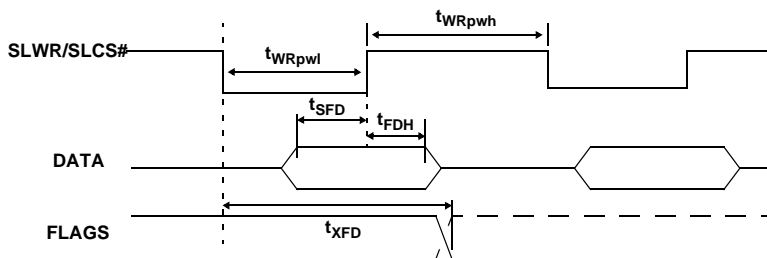 tWRpwh
SLWR/SLCS#
tWRpwl
tSFD
tFDH
DATA
tXFD
FLAGS